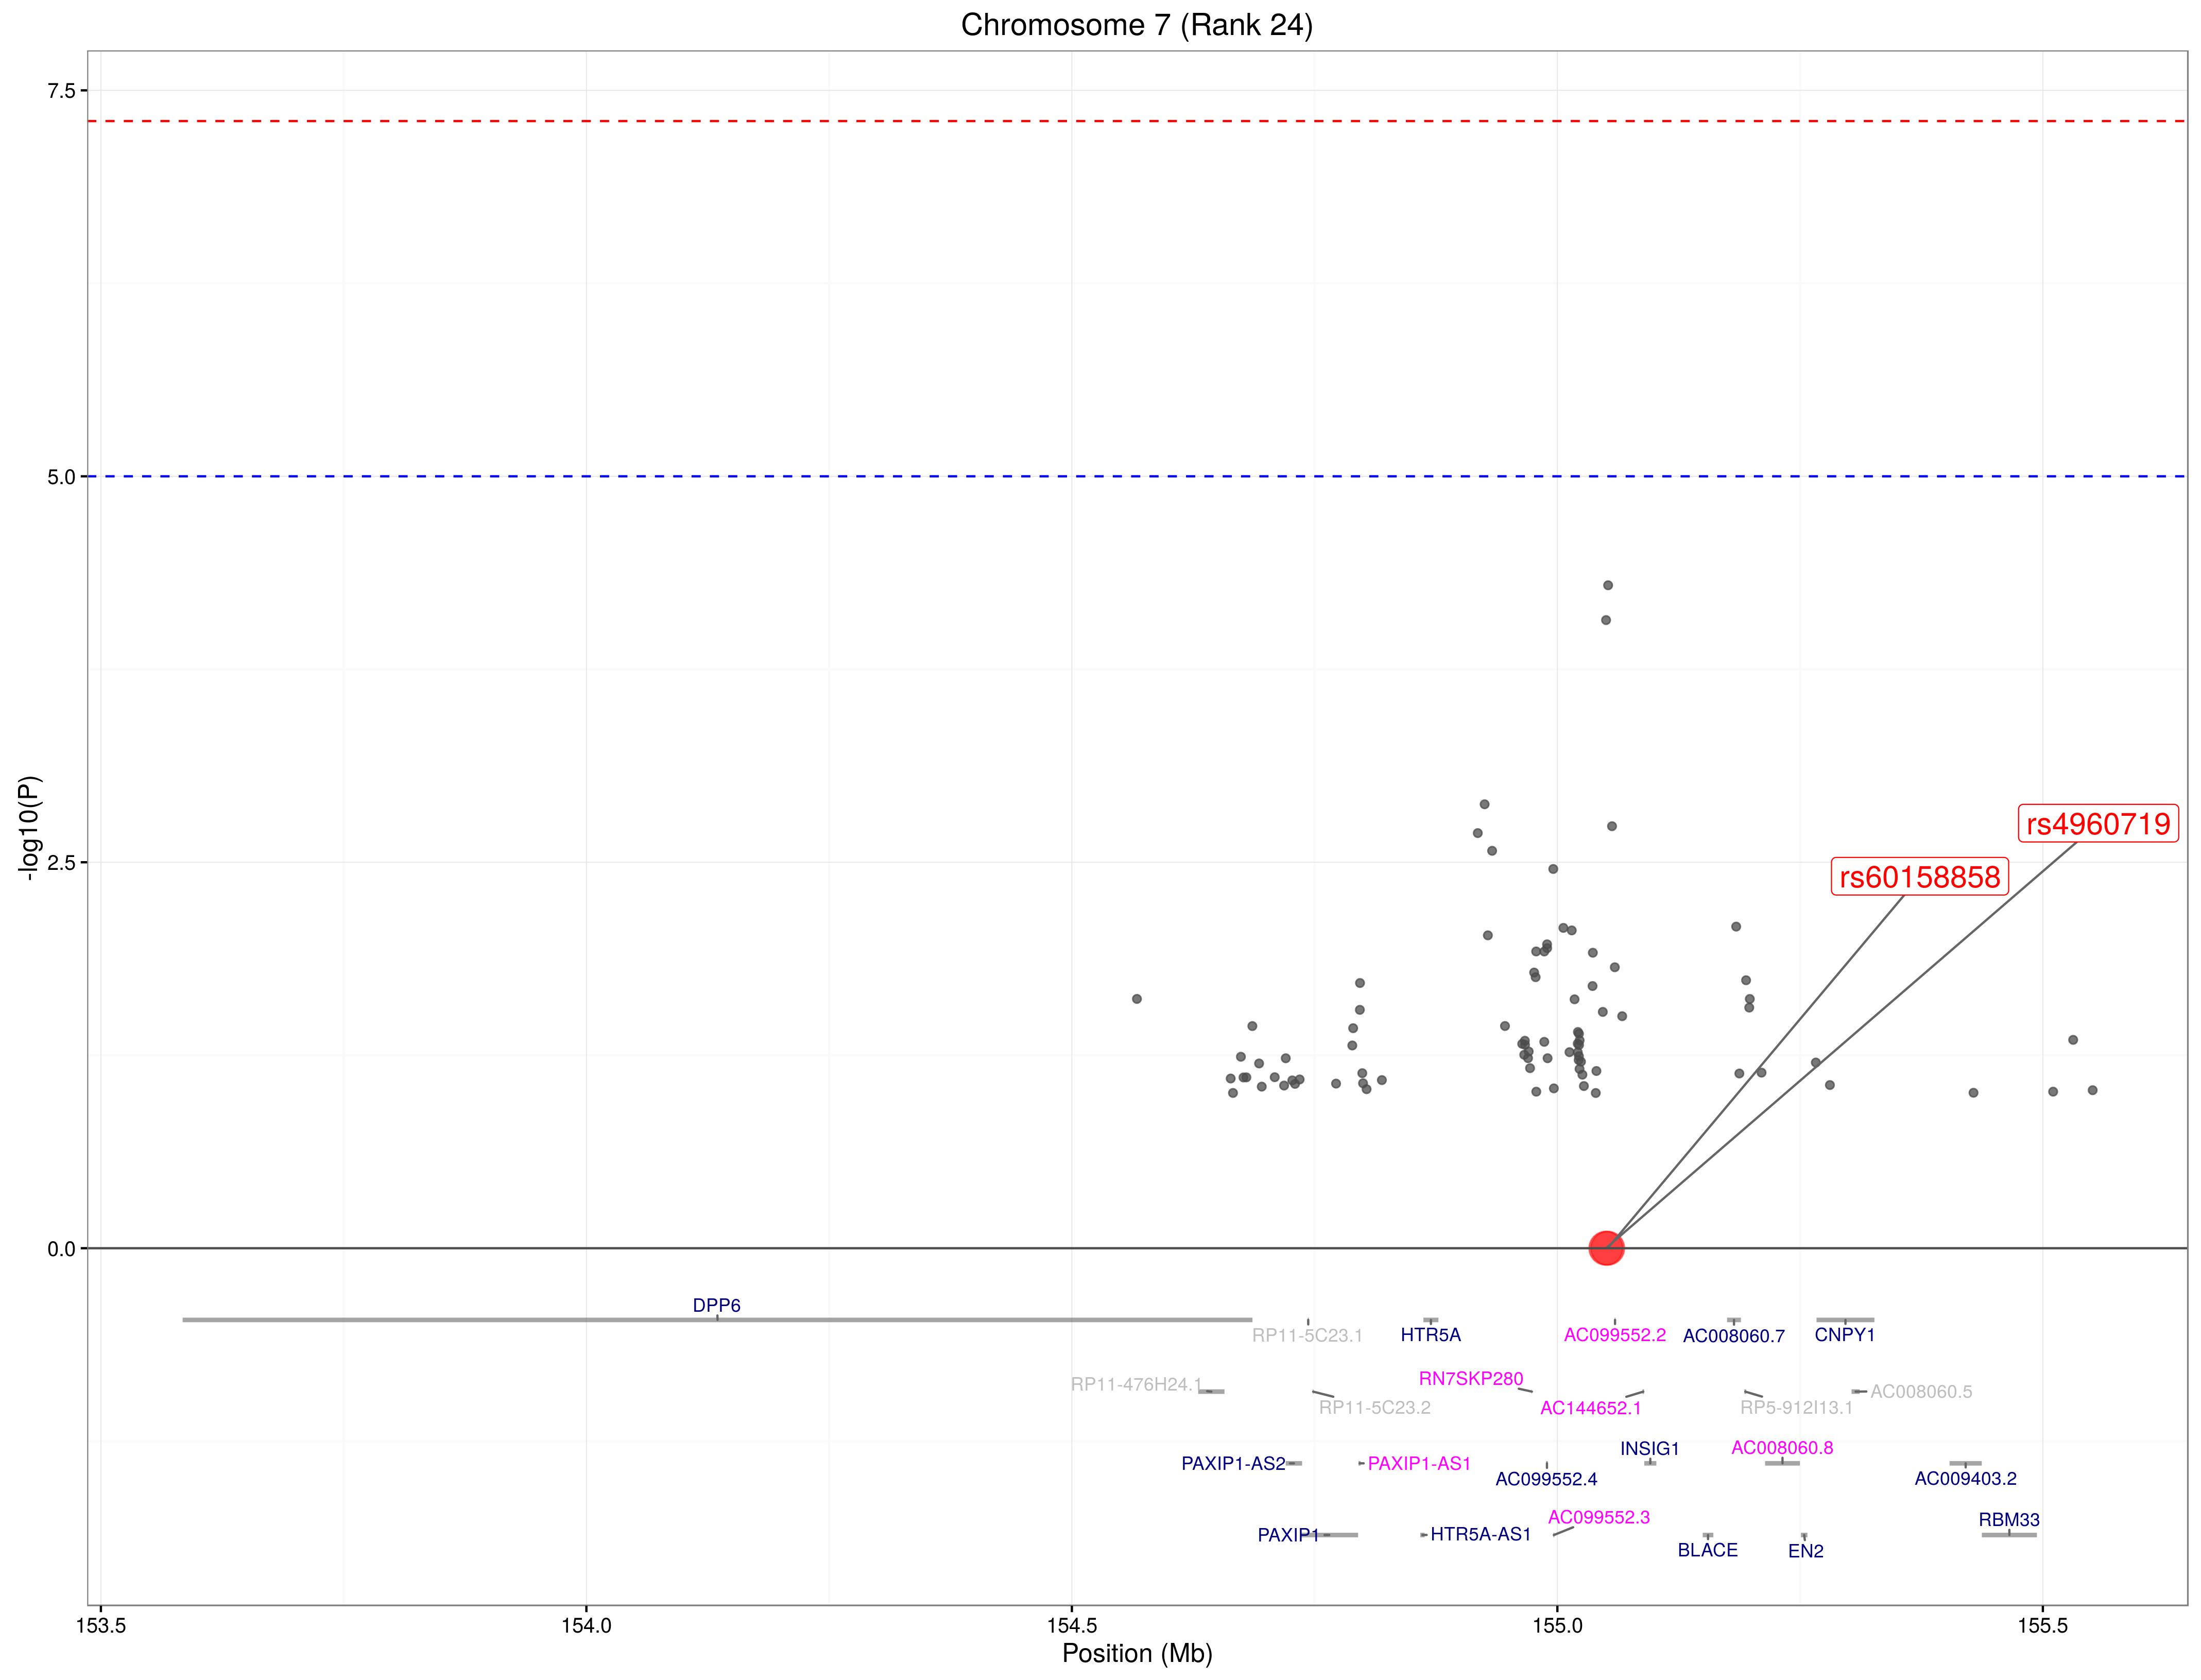 Chromosome 7 (Rank 24)
7.5
5.0
2.5
0.0
-log10(P)
rs4960719
rs60158858
DPP6
RP11-5C23.1
HTR5A
AC099552.2
AC008060.7
CNPY1
RP11-476H24.1
RN7SKP280
AC008060.5
RP11-5C23.2
AC144652.1
RP5-912I13.1
INSIG1
AC008060.8
PAXIP1-AS2
PAXIP1-AS1
AC099552.4
AC009403.2
AC099552.3
RBM33
PAXIP1
HTR5A-AS1
BLACE
EN2
153.5
154.0
154.5
155.0
155.5
Position (Mb)